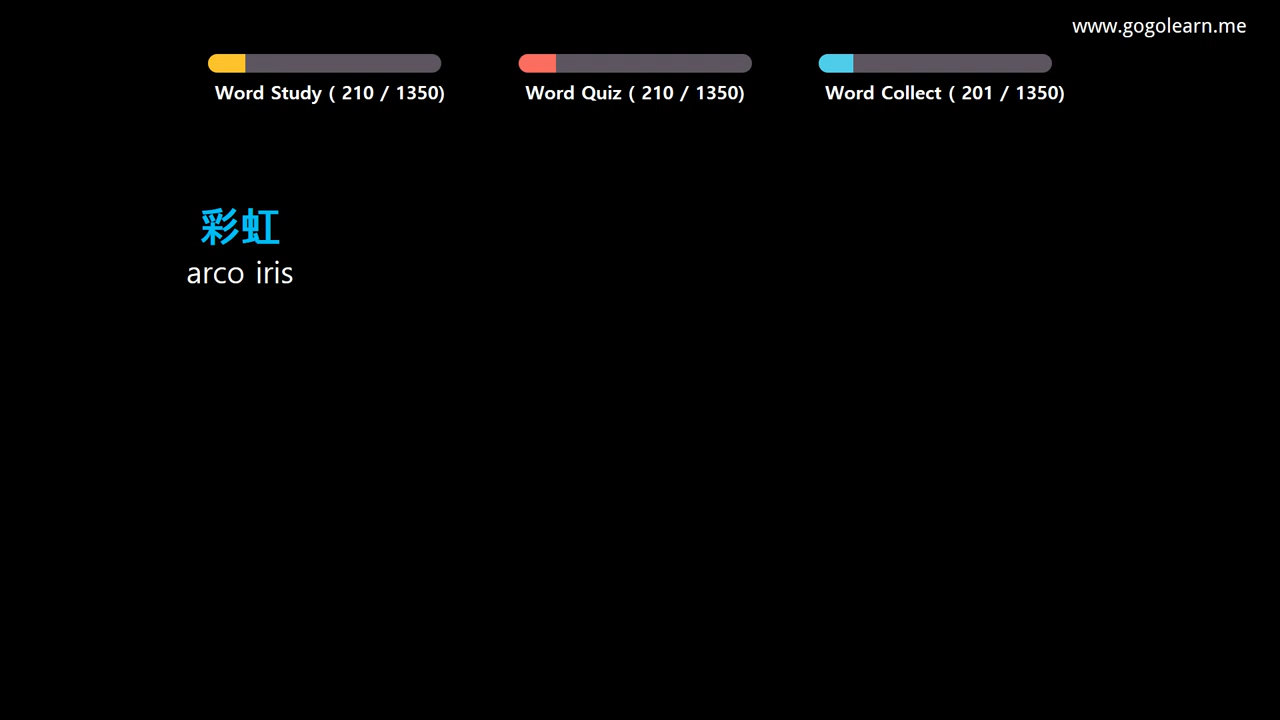 www.gogolearn.me
Word Study ( 210 / 1350)
Word Quiz ( 210 / 1350)
Word Collect ( 201 / 1350)
彩虹
arco iris